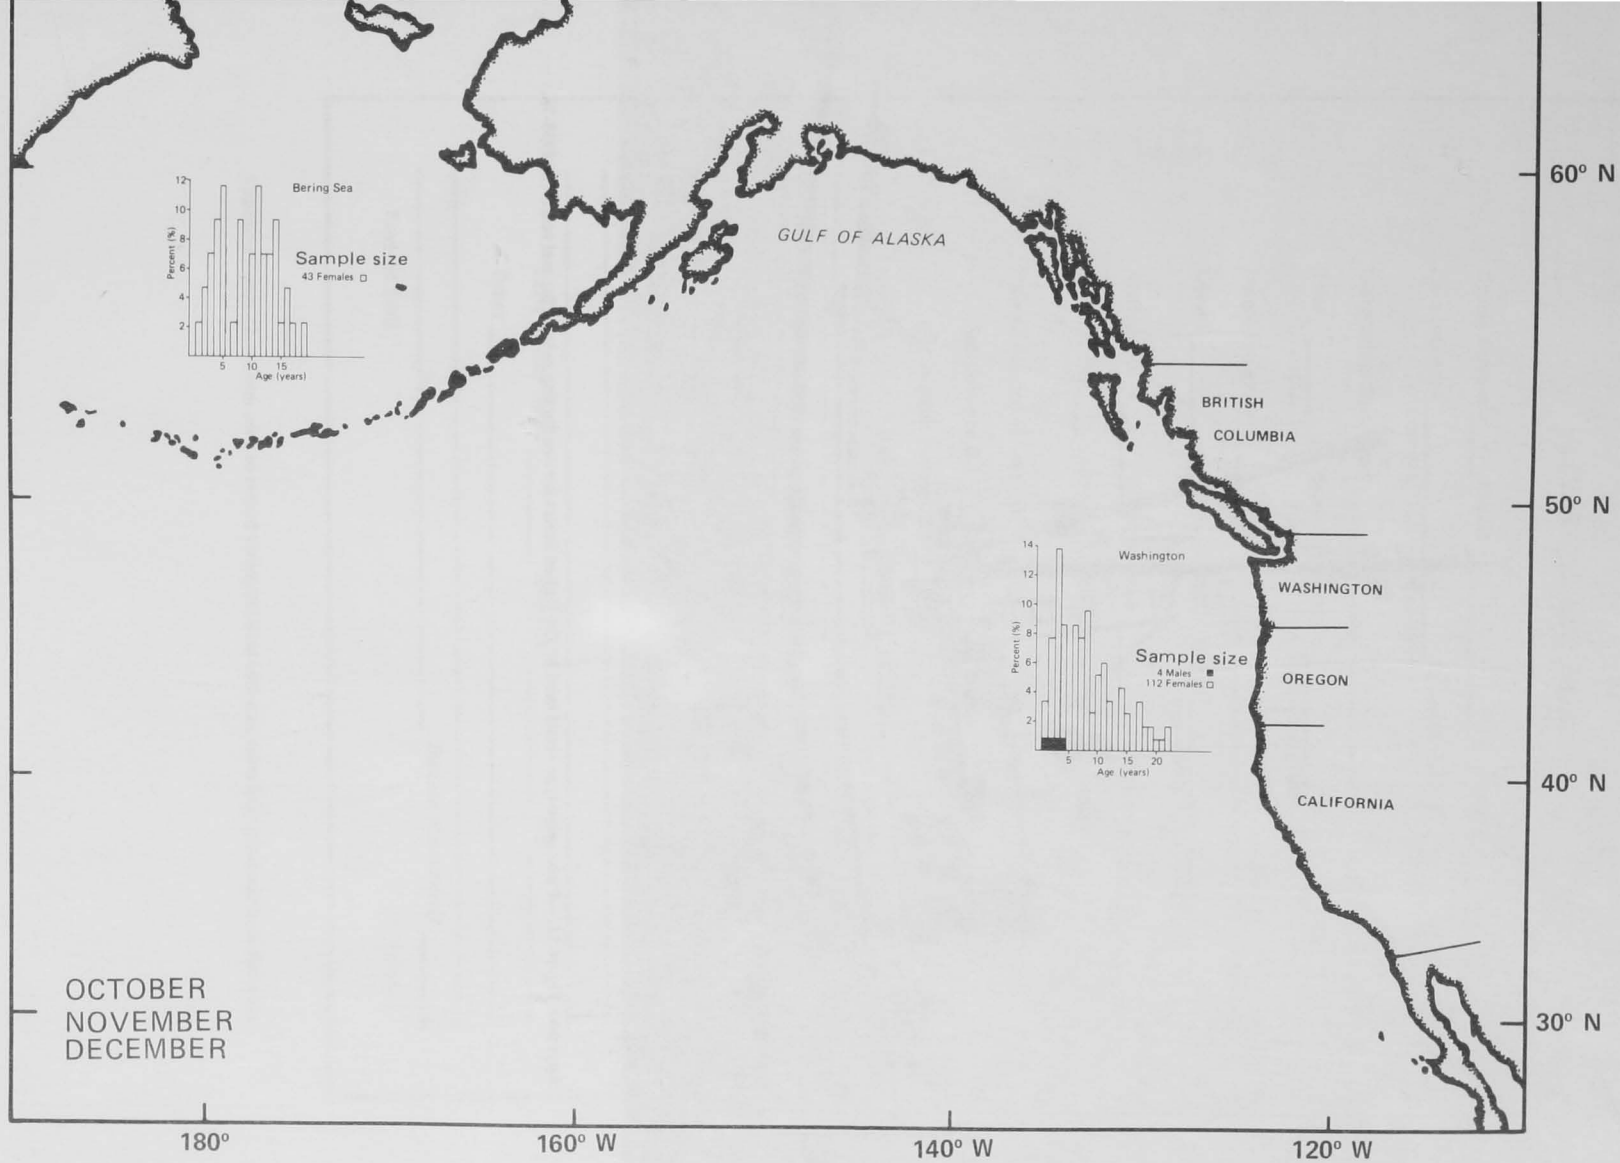 60° N
12
Bering Sea
10
Percent (%)
8
Sample size
6
43 Females
4
2
5 10 15
Age (years)
GULF OF ALASKA
BRITISH
COLUMBIA
50° N
14
Washington
12
10
Percent (%)
8
Sample size
6
4 Males
4
112 Females
2
5 10 15 20
Age (years)
WASHINGTON
OREGON
40° N
CALIFORNIA
OCTOBER
NOVEMBER
DECEMBER
30° N
180° 160° W 140° W 120° W